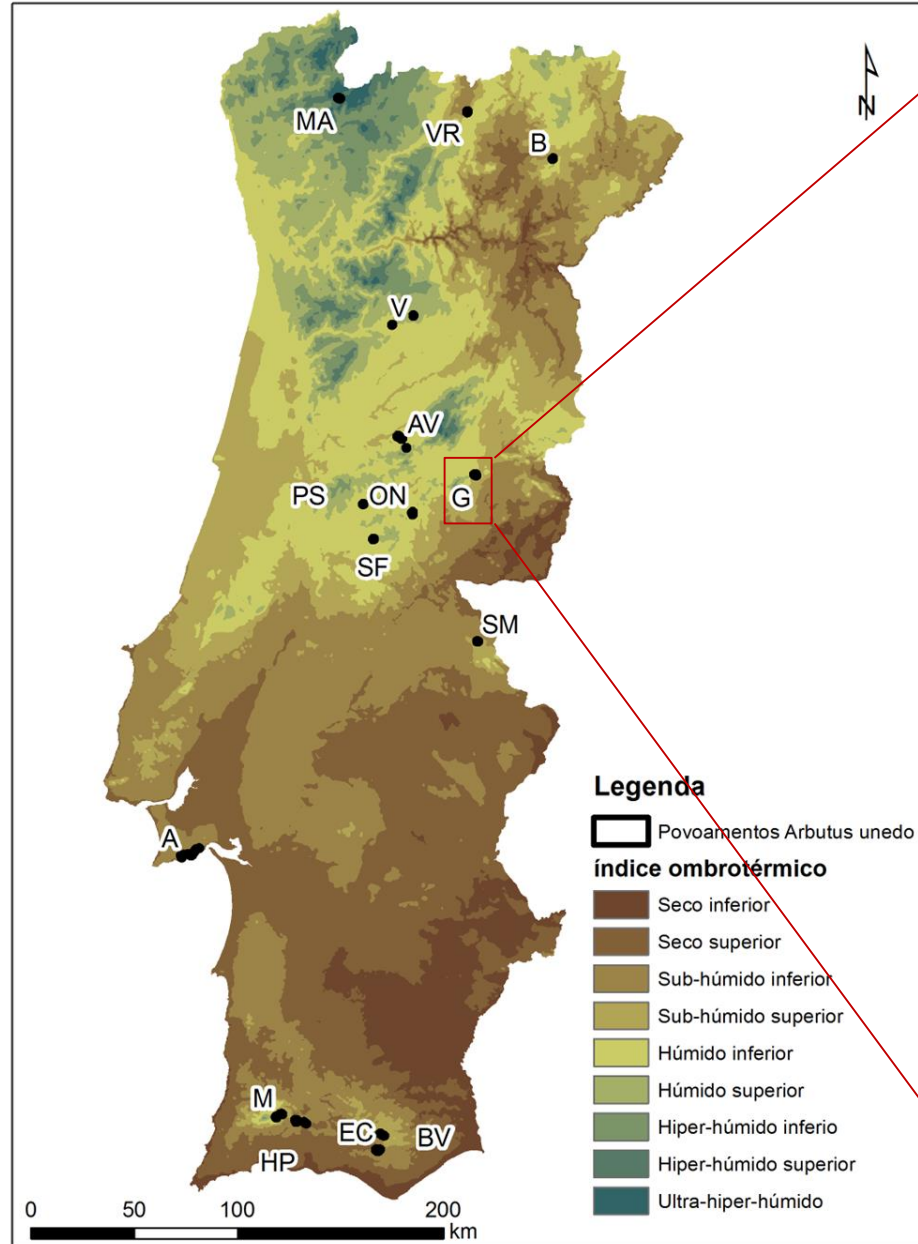 N
MA
VR
B
V
AV
PS
ON
G
SF
SM
A
M
EC
BV
HP
Legenda
Povoamentos Arbutus unedo
índice ombrotérmico
Seco inferior
Seco superior
Sub-húmido inferior
Sub-húmido superior
Húmido inferior
Húmido superior
Hiper-húmido inferio
Hiper-húmido superior
Ultra-hiper-húmido
0 50 100 200
km